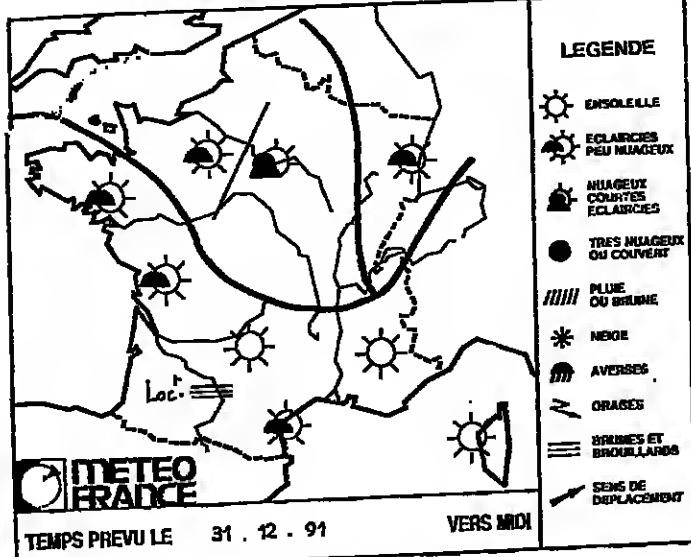 LEGENDE
ENSOLEILLE
ECLAIRCIES
PEU NUAGEUX
NUAGEUX
COURTES
ECLAIRCIES
TRES NUAGEUX
OU COUVERT
PLUIE
OU BRUINE
NEIGE
AVERSES
ORAGES
BRUMES ET
BROUILLARDS
SENS DE
DEPLACEMENT
Loct.
METEO
FRANCE
TEMPS PREVU LE 31.12.91 VERS MIDI